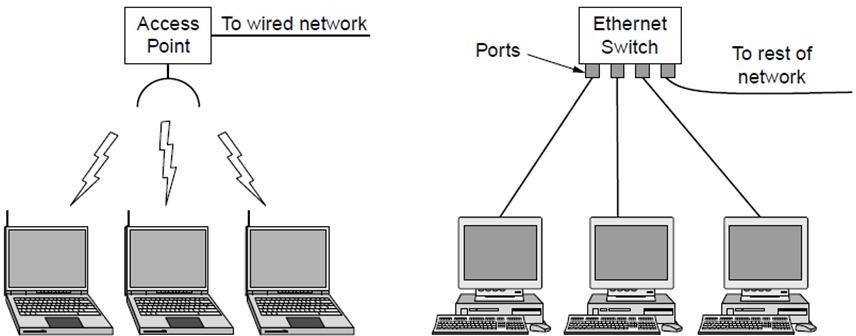 Access
Point
To wired network
Ethernet
Switch
Ports
To rest of
network